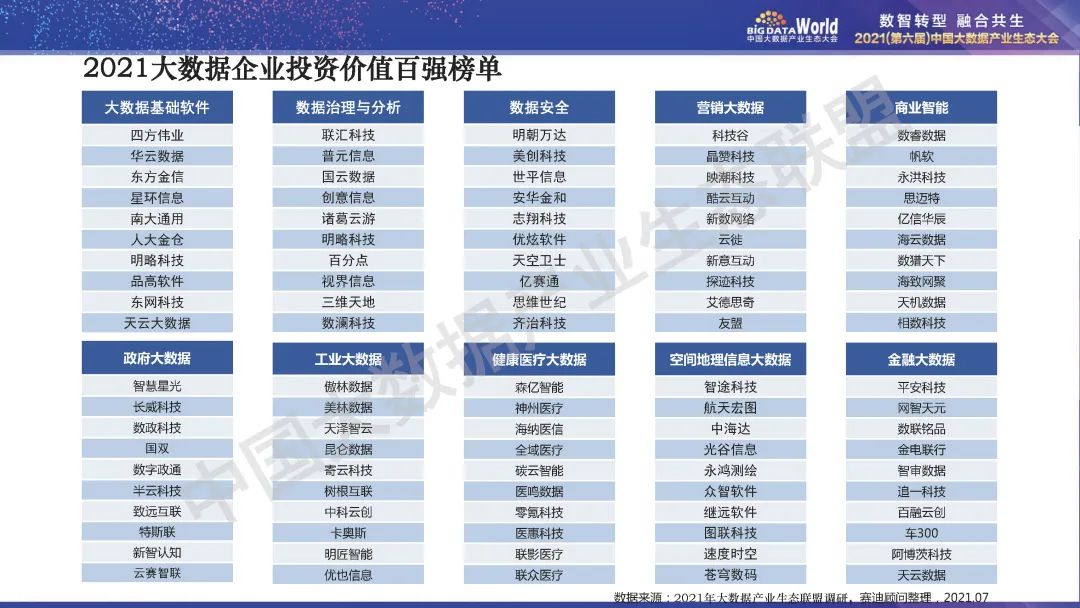 BIG DATA World
中国大数据产业生态大会
数智转型 融合共生
2021(第六届)中国大数据产业生态大会
2021大数据企业投资价值百强榜单
大数据基础软件
四方伟业
华云数据
东方金信
星环信息
南大通用
人大金仓
明略科技
品高软件
东网科技
天云大数据
数据治理与分析
联汇科技
普元信息
国云数据
创意信息
诸葛云游
明略科技
百分点
视界信息
三维天地
数澜科技
数据安全
明朝万达
美创科技
世平信息
安华金和
志翔科技
优炫软件
天空卫士
亿赛通
思维世纪
齐治科技
营销大数据
科技谷
晶赞科技
映潮科技
酷云互动
新数网络
云徙
新意互动
探迹科技
艾德思奇
友盟
商业智能
数睿数据
帆软
永洪科技
思迈特
亿信华辰
海云数据
数猎天下
海致网聚
天机数据
相数科技
政府大数据
智慧星光
长威科技
数政科技
国双
数字政通
半云科技
致远互联
特斯联
新智认知
云赛智联
工业大数据
傲林数据
美林数据
天泽智云
昆仑数据
寄云科技
树根互联
中科云创
卡奥斯
明匠智能
优也信息
健康医疗大数据
森亿智能
神州医疗
海纳医信
全域医疗
碳云智能
医鸣数据
零氪科技
医惠科技
联影医疗
联众医疗
空间地理信息大数据
智途科技
航天宏图
中海达
光谷信息
永鸿测绘
众智软件
继远软件
图联科技
速度时空
苍穹数码
金融大数据
平安科技
网智天元
数联铭品
金电联行
智审数据
追一科技
百融云创
车300
阿博茨科技
天云数据
中国大数据产业生态联盟
数据来源：2021年大数据产业生态联盟调研，赛迪顾问整理，2021.07